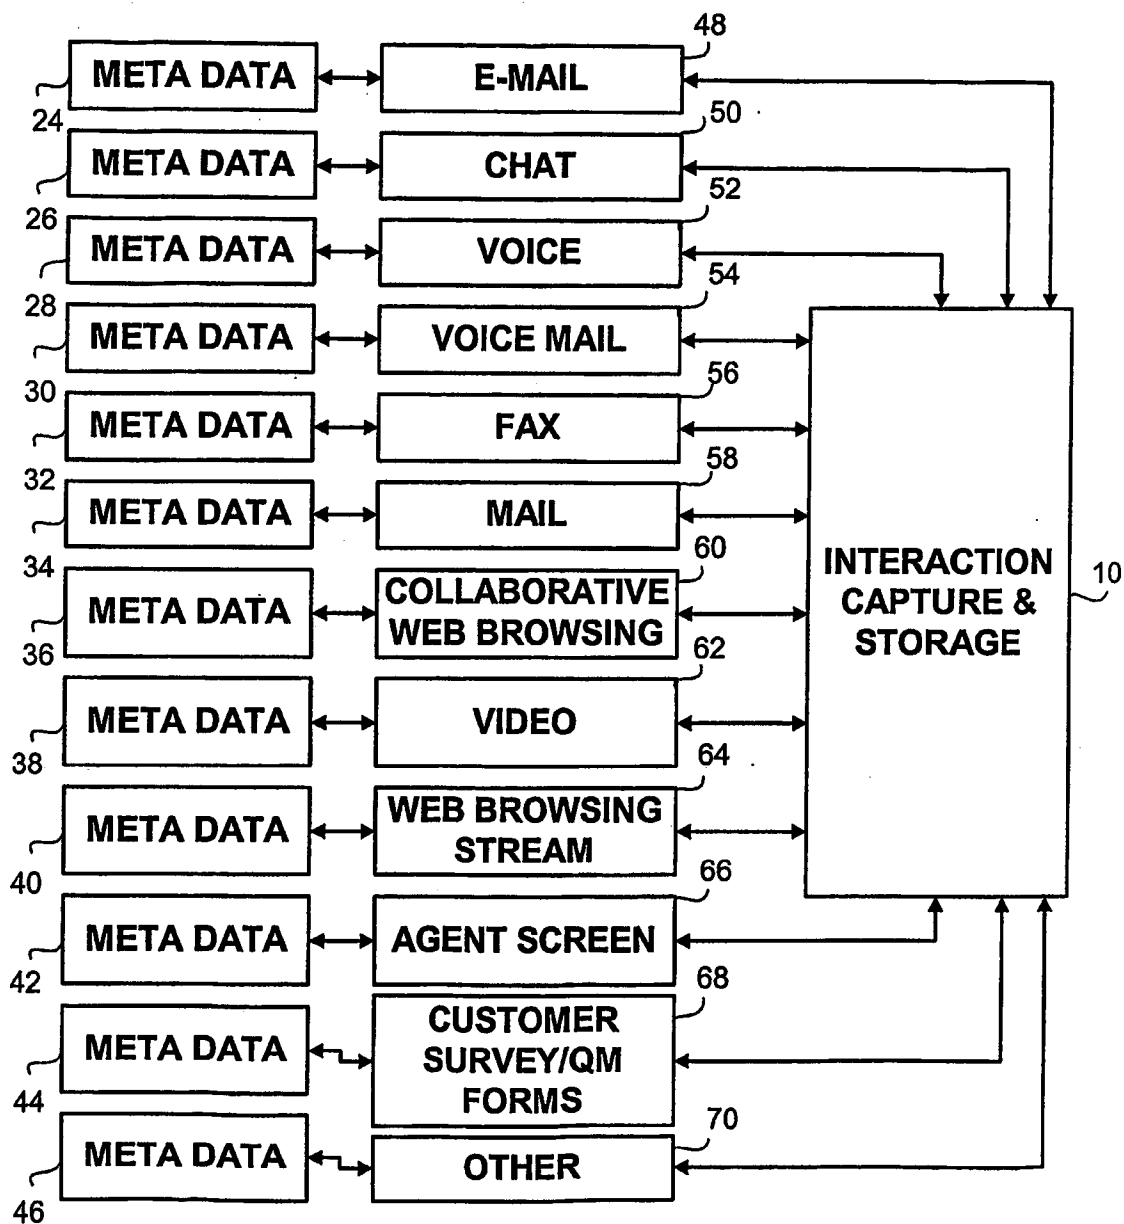 48
META DATA
E-MAIL
24
50
META DATA
CHAT
26
52
META DATA
VOICE
28
54
META DATA
VOICE MAIL
30
56
META DATA
FAX
32
58
META DATA
MAIL
34
60
META DATA
COLLABORATIVE
WEB BROWSING
36
62
META DATA
VIDEO
38
64
META DATA
WEB BROWSING
STREAM
40
66
META DATA
AGENT SCREEN
42
68
META DATA
CUSTOMER
SURVEY/QM
FORMS
44
70
META DATA
OTHER
46
INTERACTION
CAPTURE &
STORAGE
10